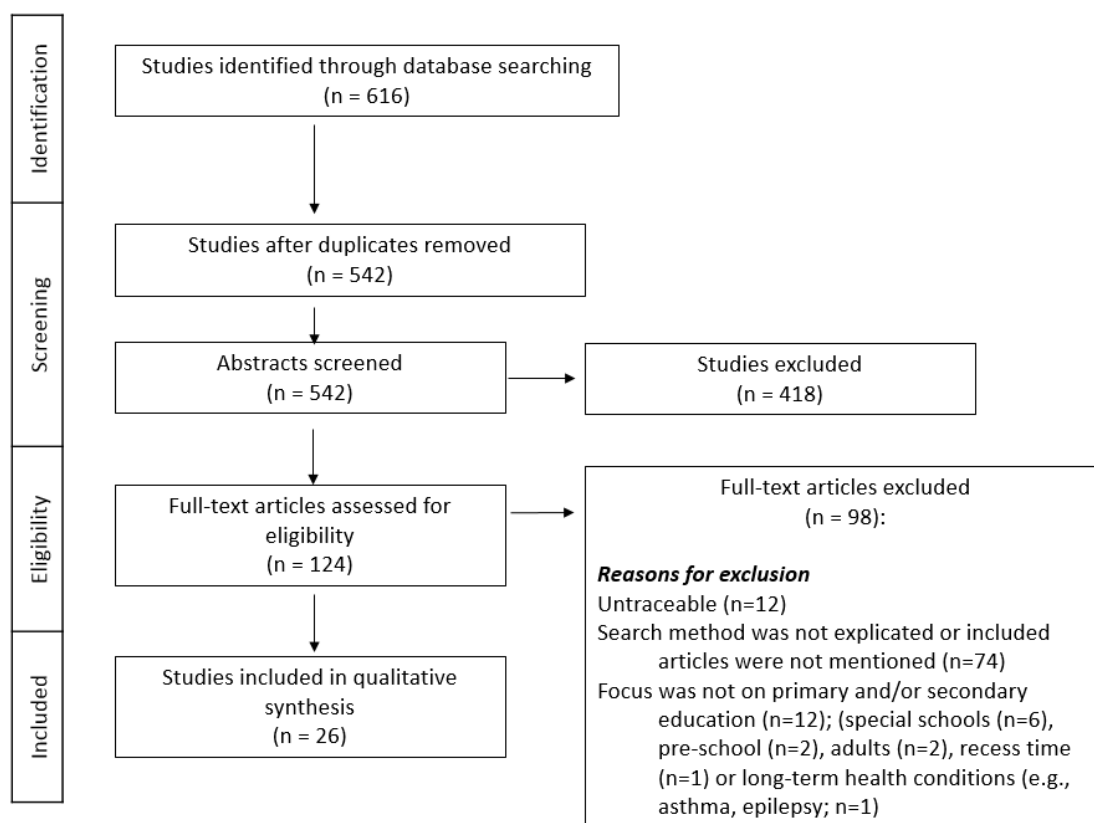 Identification
Studies identified through database searching
(n = 616)
Screening
Studies after duplicates removed
(n = 542)
Abstracts screened
(n = 542)
Studies excluded
(n = 418)
Eligibility
Full-text articles assessed for
eligibility
(n = 124)
Full-text articles excluded
(n = 98):
Reasons for exclusion
Untraceable (n=12)
Search method was not explicated or included
articles were not mentioned (n=74)
Focus was not on primary and/or secondary
education (n=12); (special schools (n=6),
pre-school (n=2), adults (n=2), recess time
(n=1) or long-term health conditions (e.g.,
asthma, epilepsy; n=1)
Included
Studies included in qualitative
synthesis
(n = 26)